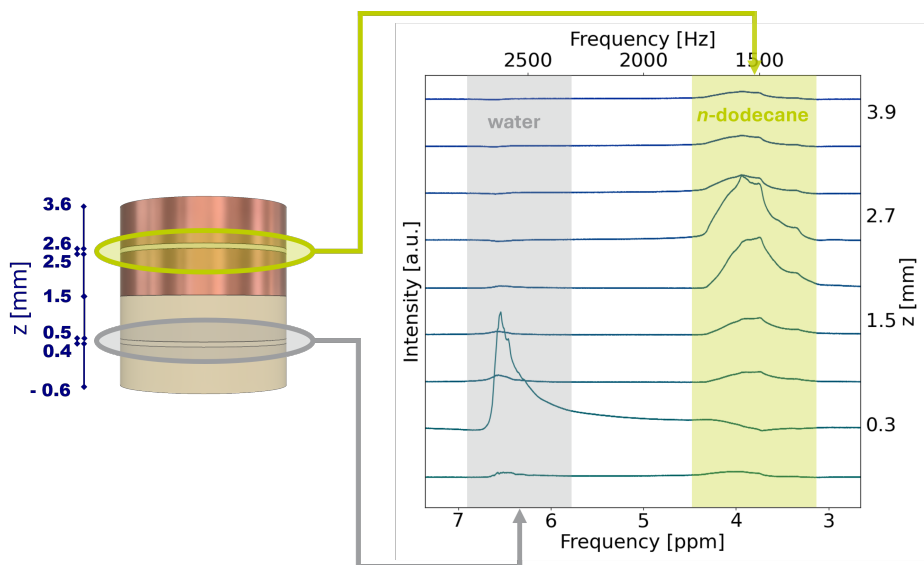 Frequency [Hz]
2500 2000 1500
water
n-dodecane
3.9
2.7
1.5
0.3
z [mm]
Intensity [a.u.]
7 6 5 4 3
Frequency [ppm]
3.6
2.6
2.5
1.5
0.5
0.4
- 0.6
z [mm]